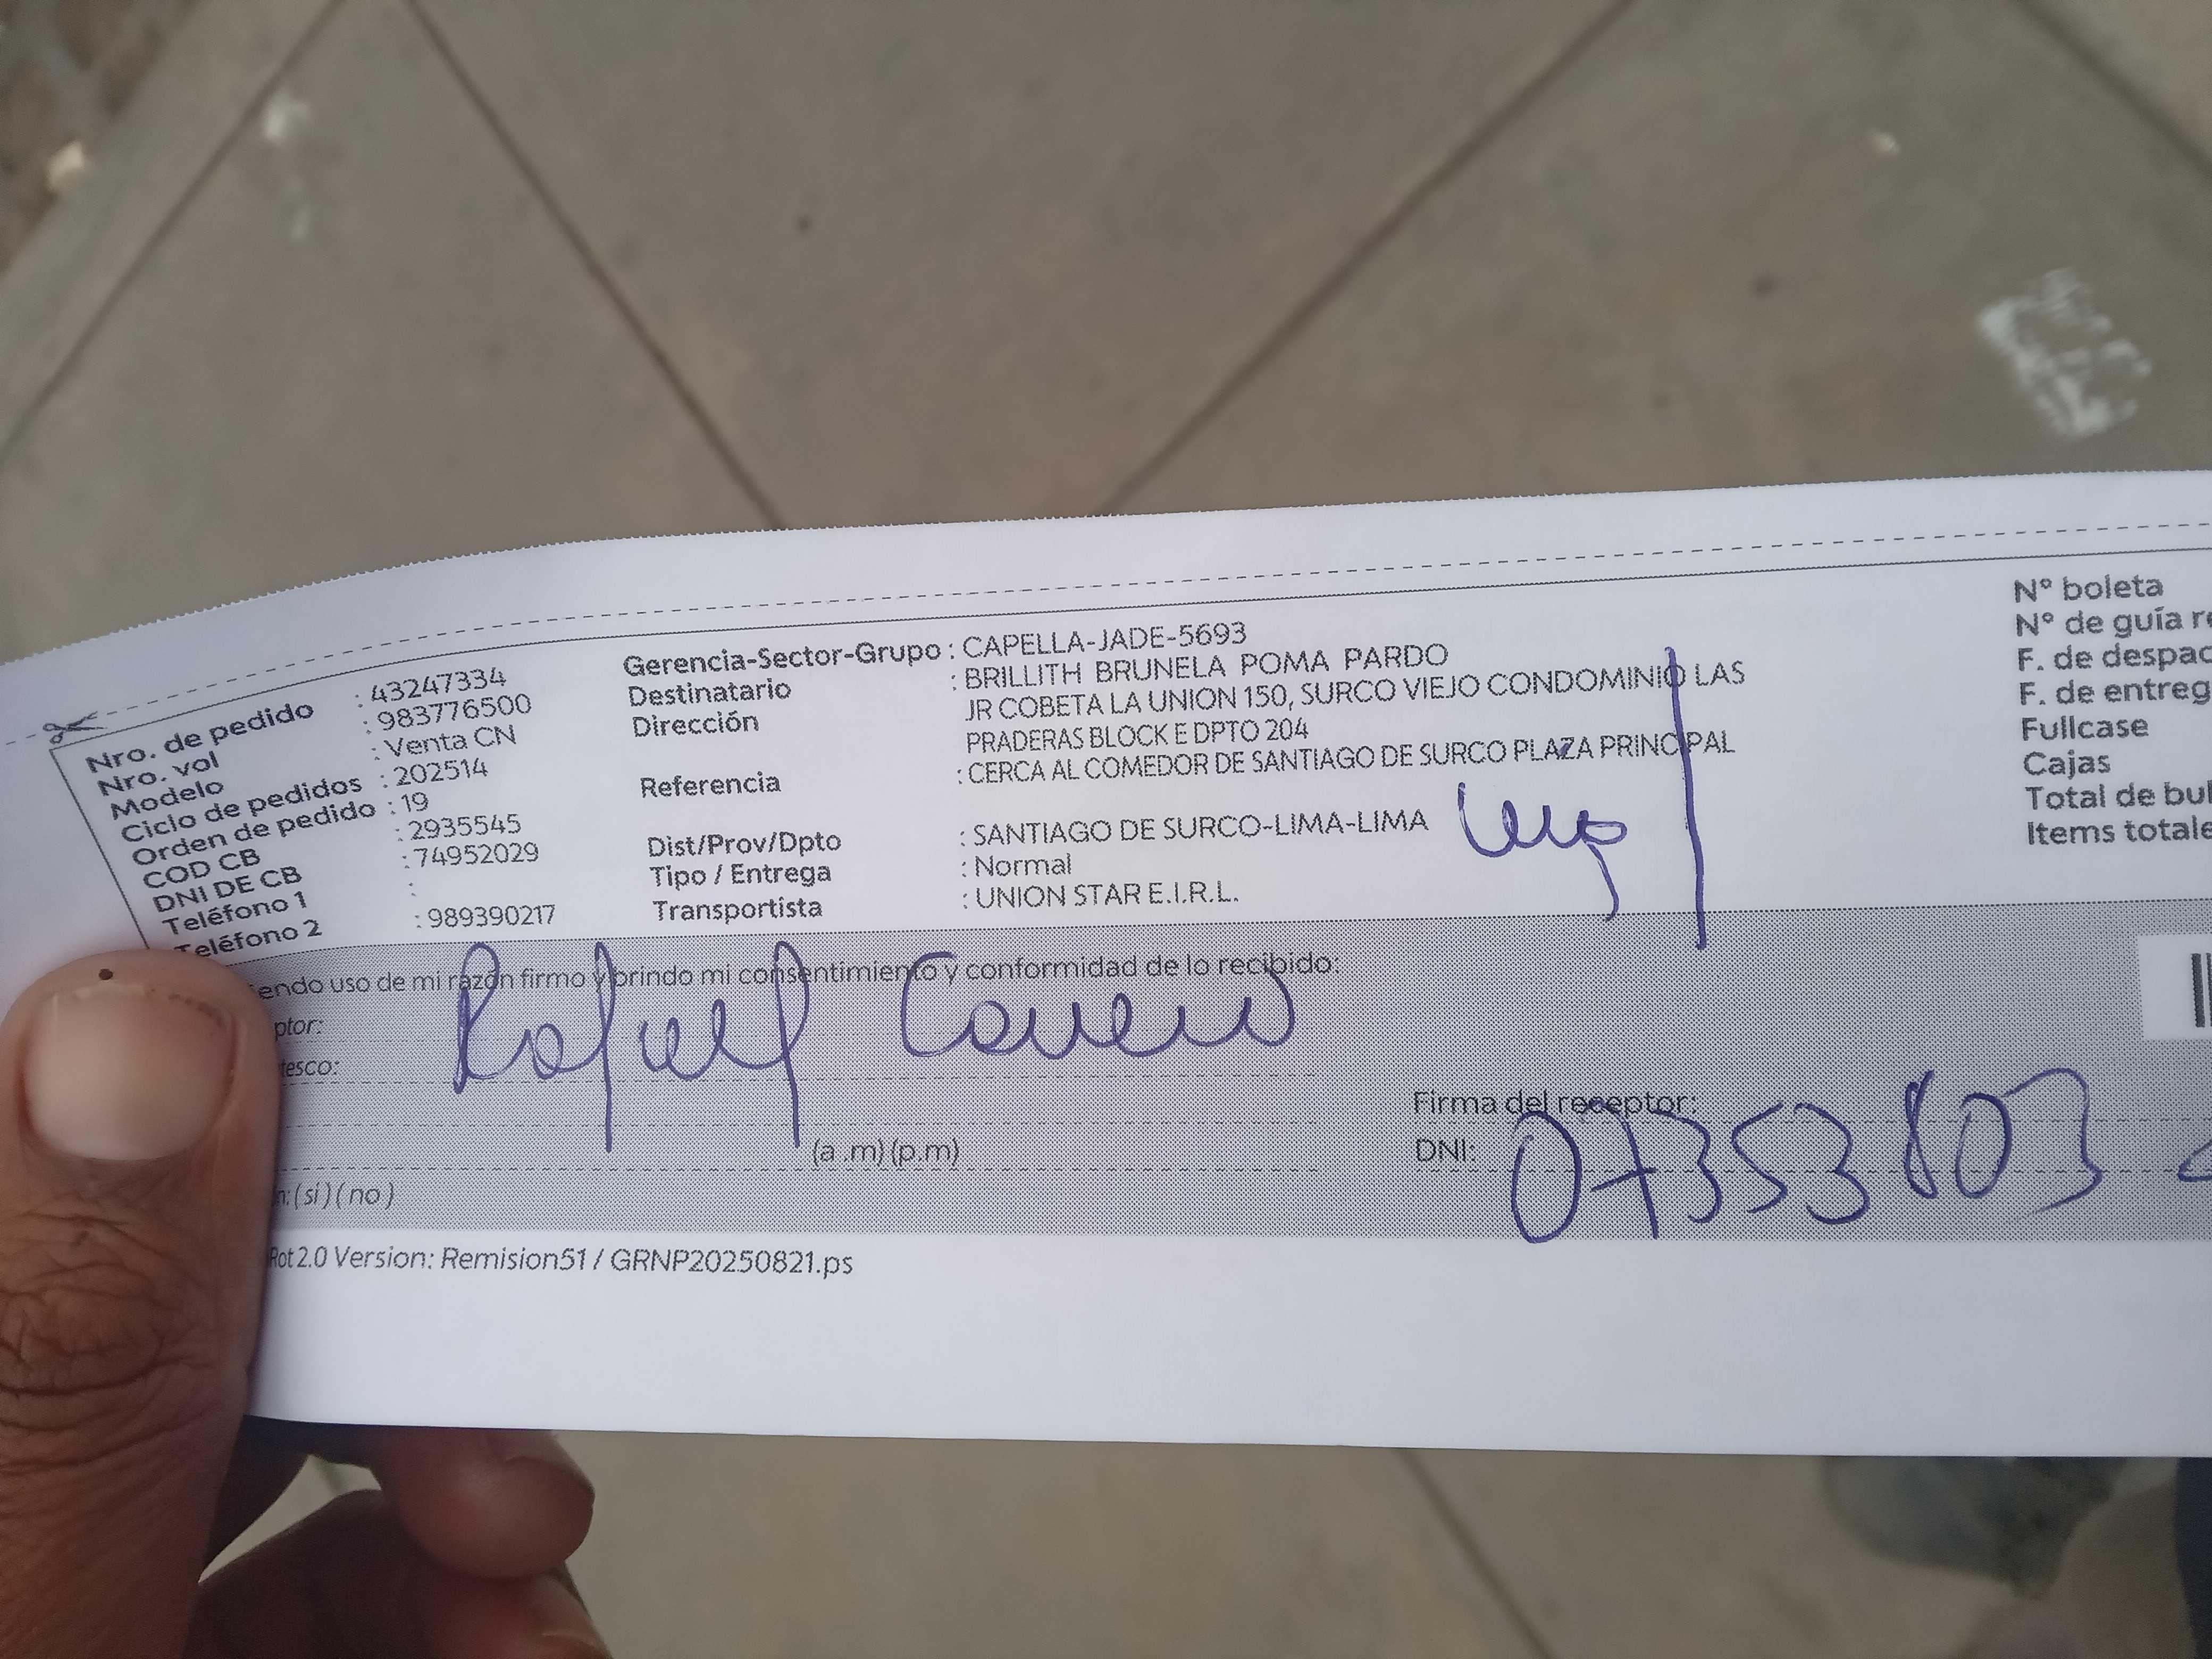 Nro. de pedido : 43247334
Nro. vol : 983776500
Modelo : Venta CN
Ciclo de pedidos : 202514
Orden de pedido : 19
COD CB : 2935545
DNI DE CB : 74952029
Teléfono 1 :
Teléfono 2 : 989390217
Gerencia-Sector-Grupo : CAPELLA-JADE-5693
Destinatario : BRILLITH BRUNELA POMA PARDO
Dirección JR COBETA LA UNION 150, SURCO VIEJO CONDOMINIO LAS
PRADERAS BLOCK E DPTO 204
Referencia : CERCA AL COMEDOR DE SANTIAGO DE SURCO PLAZA PRINCIPAL
Dist/Prov/Dpto : SANTIAGO DE SURCO-LIMA-LIMA
Tipo / Entrega : Normal
Transportista : UNION STAR E.I.R.L.
N° boleta
N° de guía re
F. de despac
F. de entreg
Fullcase
Cajas
Total de bul
Items totale
endo uso de mi razón firmo y brindo mi consentimiento y conformidad de lo recibido:
ptor:
Rafael
tesco:
Firma del receptor:
(a .m) (p.m)
DNI: 07353803
n: ( si ) ( no )
Rot 2.0 Version: Remision51 / GRNP20250821.ps